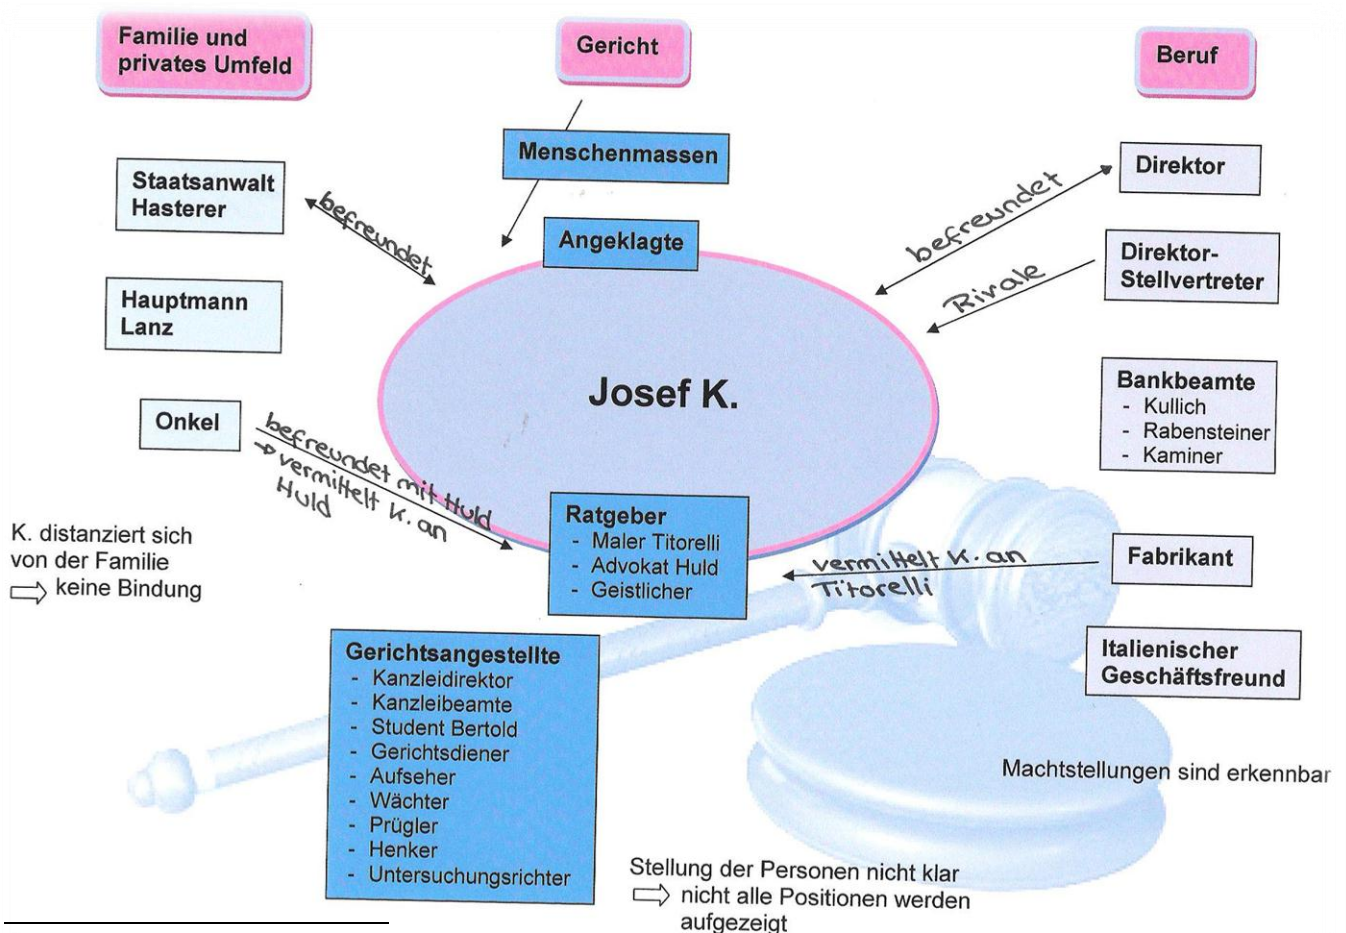 Familie und
privates Umfeld
Gericht
Beruf
Menschenmassen
Angeklagte
Staatsanwalt
Hasterer
befreundet
Hauptmann
Lanz
Onkel
befreundet mit Huld
→ vermittelt K. an
Huld
K. distanziert sich
von der Familie
⇨ keine Bindung
Josef K.
befreundet
Direktor
Rivale
Direktor-
Stellvertreter
Bankbeamte
- Kullich
- Rabensteiner
- Kaminer
Ratgeber
- Maler Titorelli
- Advokat Huld
- Geistlicher
vermittelt K. an
Titorelli
Fabrikant
Italienischer
Geschäftsfreund
Gerichtsangestellte
- Kanzleidirektor
- Kanzleibeamte
- Student Bertold
- Gerichtsdiener
- Aufseher
- Wächter
- Prügler
- Henker
- Untersuchungsrichter
Machtstellungen sind erkennbar
Stellung der Personen nicht klar
⇨ nicht alle Positionen werden
aufgezeigt